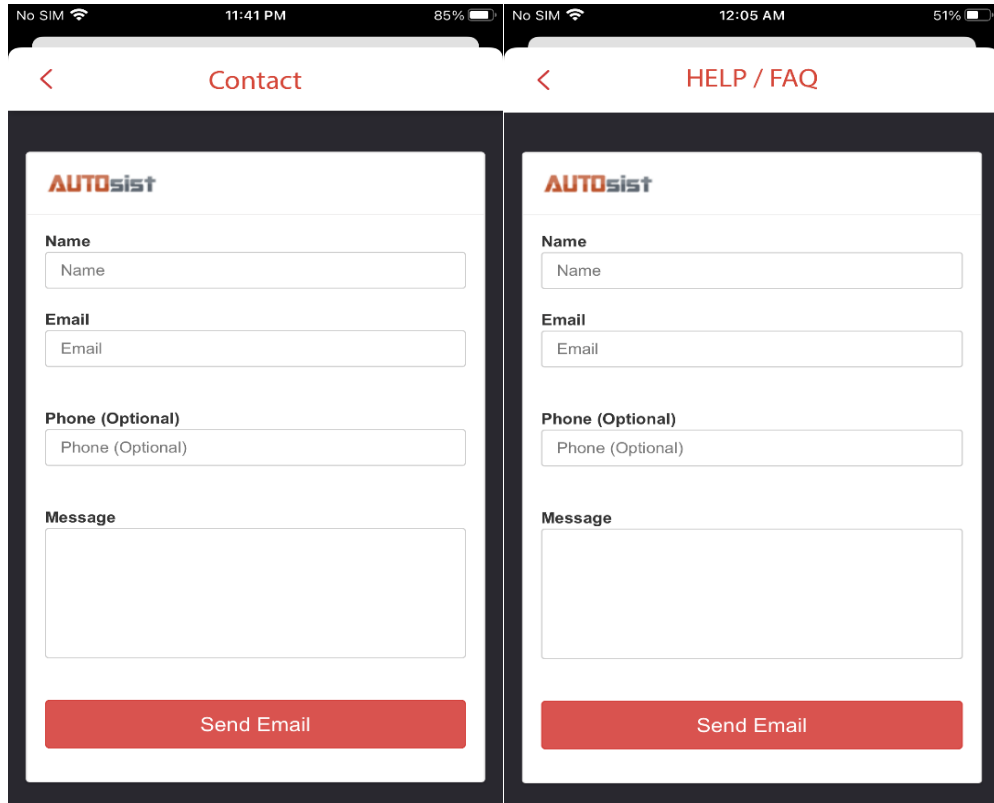 No SIM 11:41 PM 85%
Contact
AUTOsist
Name
Name
Email
Email
Phone (Optional)
Phone (Optional)
Message
Send Email
No SIM 12:05 AM 51%
HELP / FAQ
AUTOsist
Name
Name
Email
Email
Phone (Optional)
Phone (Optional)
Message
Send Email